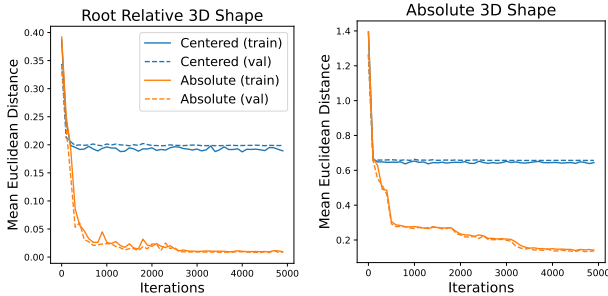 Root Relative 3D Shape
Mean Euclidean Distance
0.40
0.35
0.30
0.25
0.20
0.15
0.10
0.05
0.00
Centered (train)
Centered (val)
Absolute (train)
Absolute (val)
0 1000 2000 3000 4000 5000
Iterations
Absolute 3D Shape
Mean Euclidean Distance
1.4
1.2
1.0
0.8
0.6
0.4
0.2
0 1000 2000 3000 4000 5000
Iterations